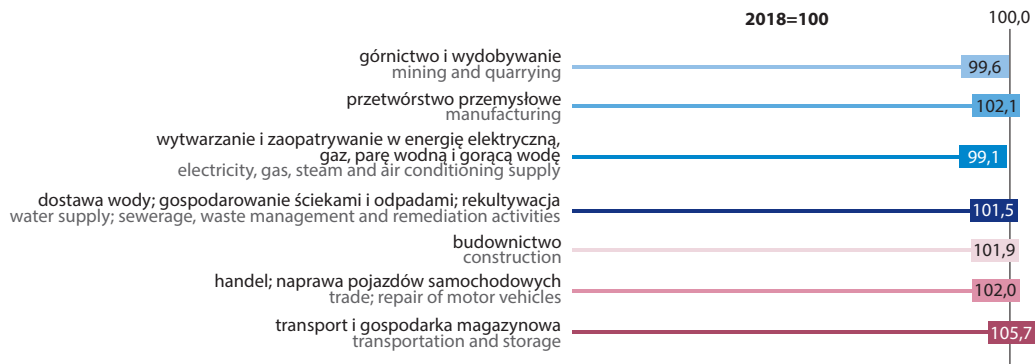 2018=100
100,0
górnictwo i wydobywanie
mining and quarrying
99,6
przetwórstwo przemysłowe
manufacturing
102,1
wytwarzanie i zaopatrywanie w energię elektryczną,
gaz, parę wodną i gorącą wodę
electricity, gas, steam and air conditioning supply
99,1
dostawa wody; gospodarowanie ściekami i odpadami; rekultywacja
water supply; sewerage, waste management and remediation activities
101,5
budownictwo
construction
101,9
handel; naprawa pojazdów samochodowych
trade; repair of motor vehicles
102,0
transport i gospodarka magazynowa
transportation and storage
105,7